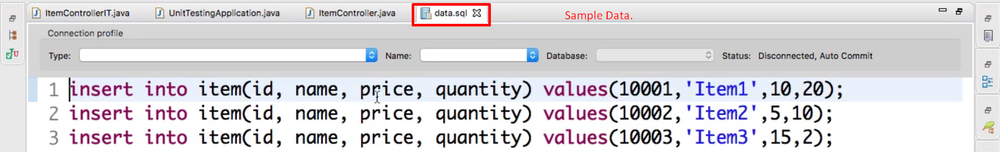 ItemControllerIT.java UnitTestingApplication.java ItemController.java data.sql Sample Data.
Connection profile
Type: Name: Database: Status: Disconnected, Auto Commit
1 insert into item(id, name, price, quantity) values(10001,'Item1',10,20);
2 insert into item(id, name, price, quantity) values(10002,'Item2',5,10);
3 insert into item(id, name, price, quantity) values(10003,'Item3',15,2);